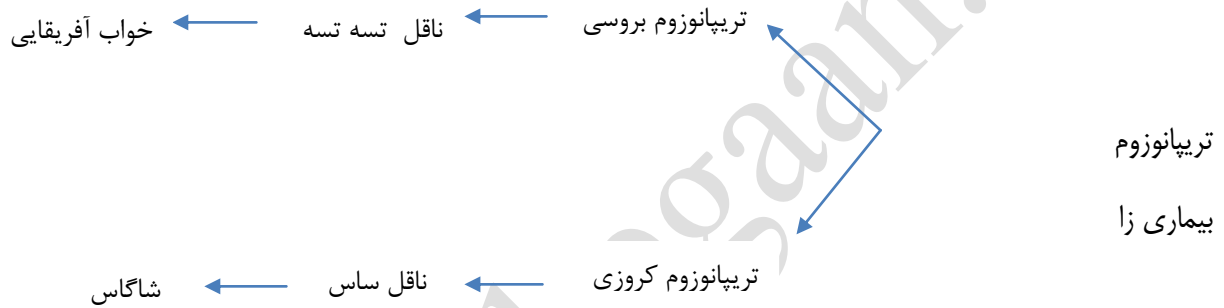 تریپانوزوم بروسی ناقل تسه تسه خواب آفریقایی
تریپانوزوم
بیماری زا
تریپانوزوم کروزی ناقل ساس شاگاس